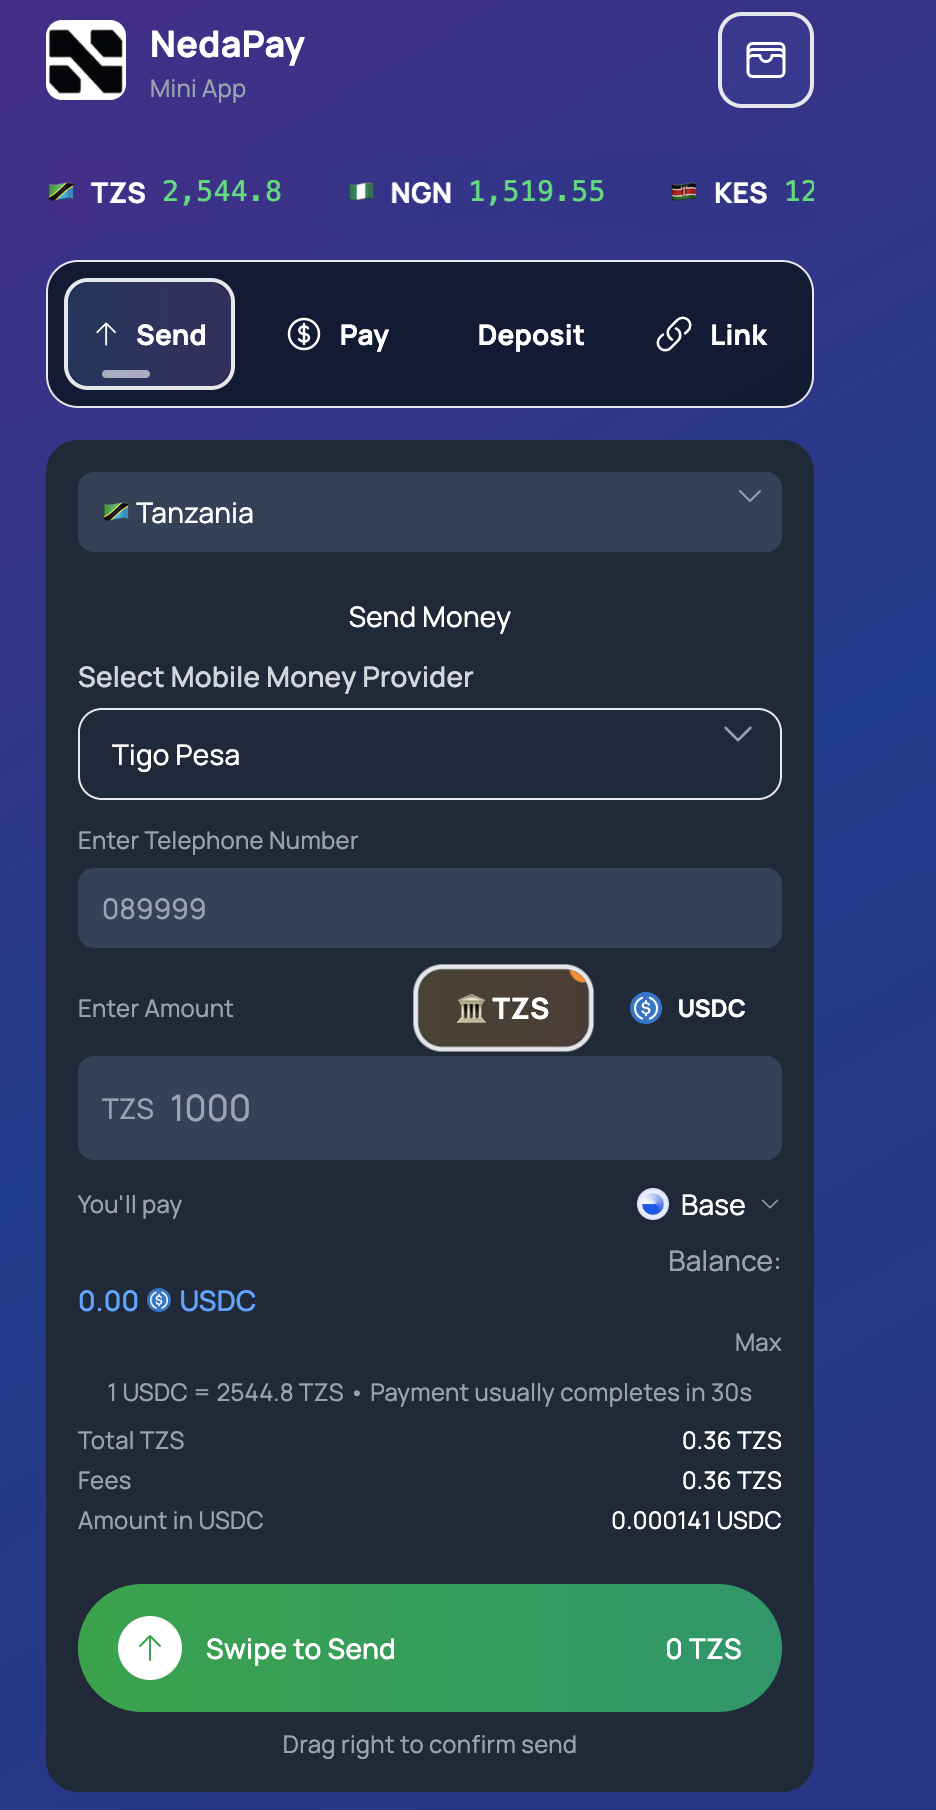 NedaPay
Mini App
TZS 2,544.8 NGN 1,519.55 KES 12
Send Pay Deposit Link
Tanzania
Send Money
Select Mobile Money Provider
Tigo Pesa
Enter Telephone Number
089999
Enter Amount TZS USDC
TZS 1000
You'll pay Base
Balance:
0.00 USDC
Max
1 USDC = 2544.8 TZS • Payment usually completes in 30s
Total TZS 0.36 TZS
Fees 0.36 TZS
Amount in USDC 0.000141 USDC
Swipe to Send 0 TZS
Drag right to confirm send